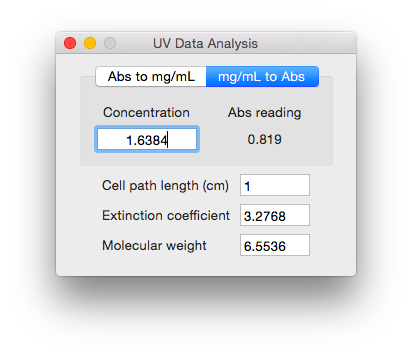 UV Data Analysis
Abs to mg/mL mg/mL to Abs
Concentration Abs reading
1.6384 0.819
Cell path length (cm) 1
Extinction coefficient 3.2768
Molecular weight 6.5536